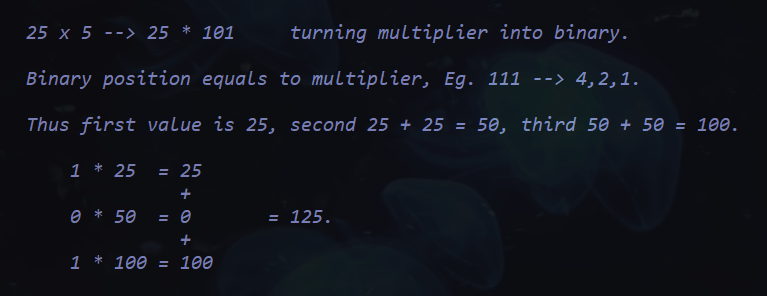 25 x 5 --> 25 * 101 turning multiplier into binary.
Binary position equals to multiplier, Eg. 111 --> 4,2,1.
Thus first value is 25, second 25 + 25 = 50, third 50 + 50 = 100.
1 * 25 = 25
+
0 * 50 = 0 = 125.
+
1 * 100 = 100